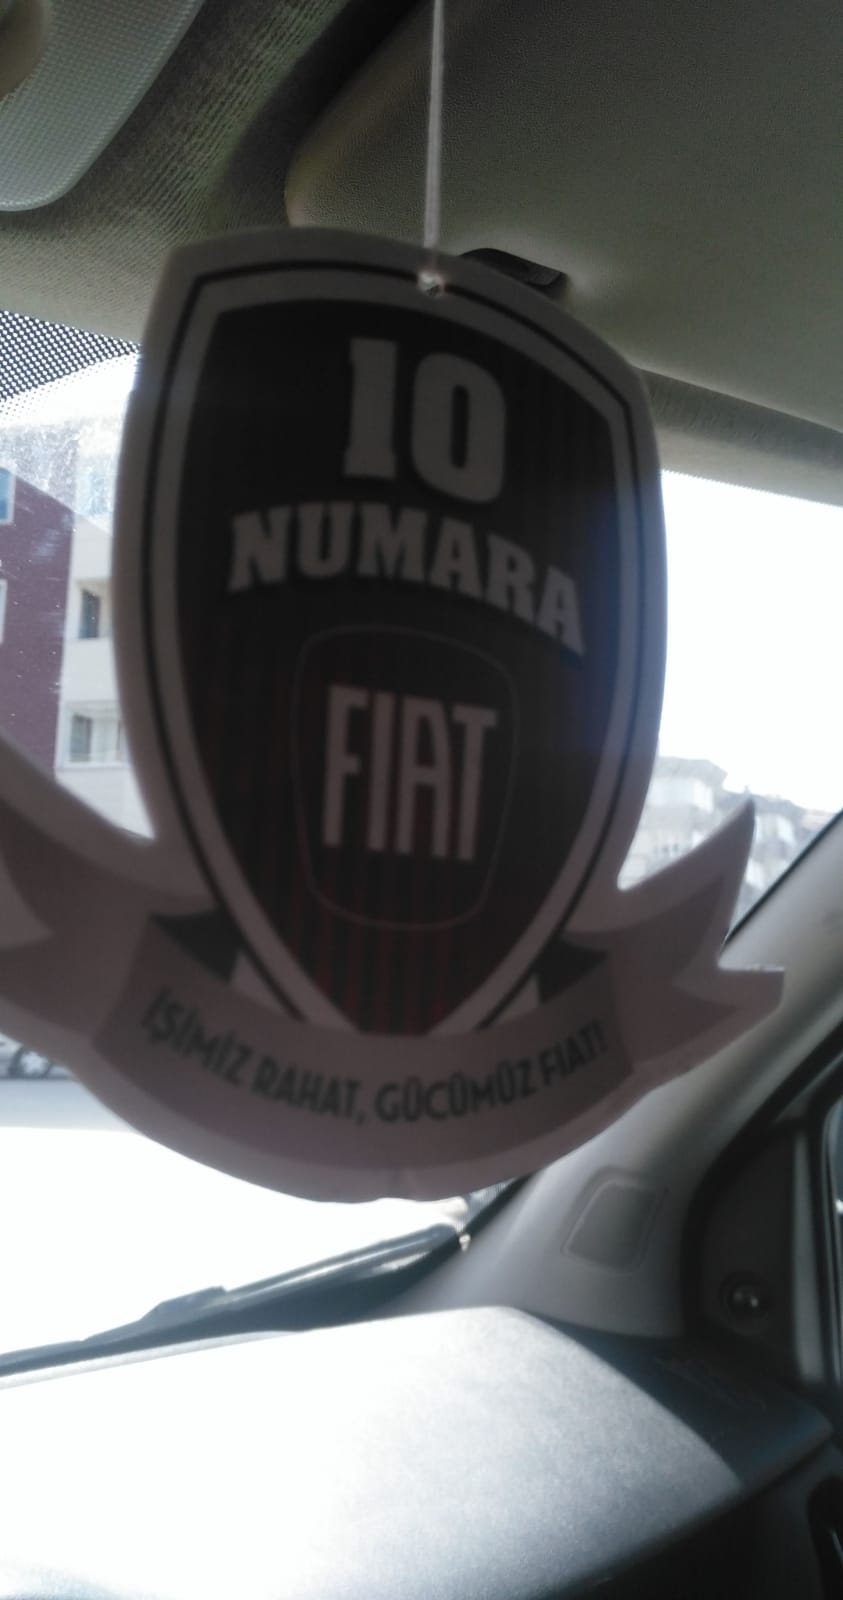 10
NUMARA
FIAT
İŞİMİZ RAHAT, GÜCÜMÜZ FIAT!